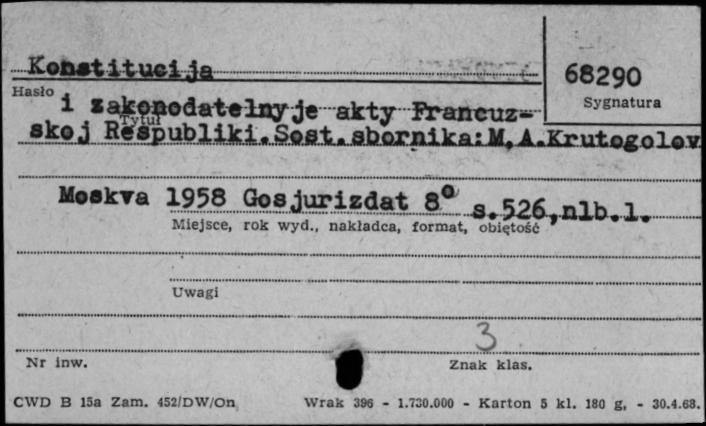 Konstitucija
68290
Hasło
Sygnatura
i zakonodatelnyje akty Francuz-
Tytuł
skoj Respubliki.Sost.sbornika:M.A.Krutogolov
Moskva 1958 Gosjurizdat 8° s.526,nlb.1.
Miejsce, rok wyd., nakładca, format, obiętość
Uwagi
3
Nr inw.
Znak klas.
CWD B 15a Zam. 452/DW/On Wrak 396 - 1.730.000 - Karton 5 kl. 180 g, - 30.4.68.